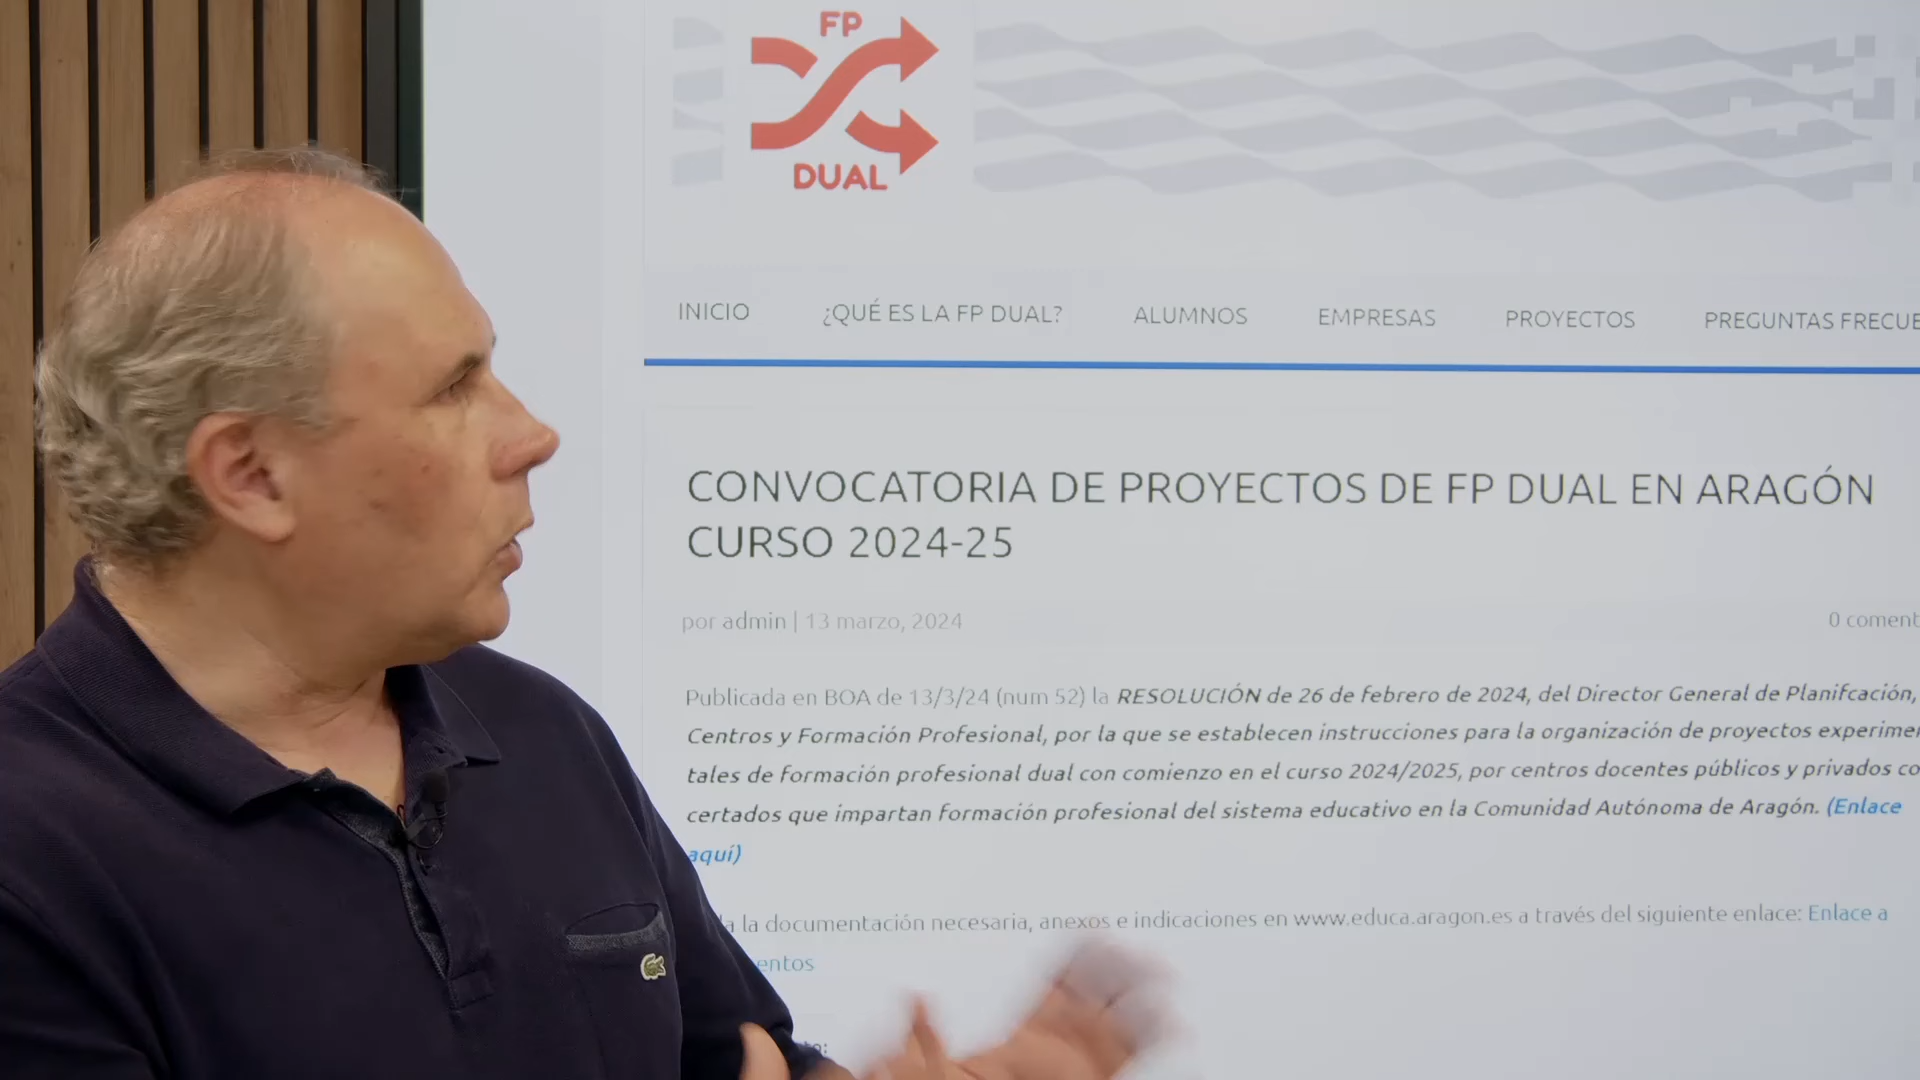 FP
DUAL
INICIO ¿QUÉ ES LA FP DUAL? ALUMNOS EMPRESAS PROYECTOS PREGUNTAS FRECUE
CONVOCATORIA DE PROYECTOS DE FP DUAL EN ARAGÓN
CURSO 2024-25
por admin | 13 marzo, 2024
0 coment
Publicada en BOA de 13/3/24 (num 52) la RESOLUCIÓN de 26 de febrero de 2024, del Director General de Planifcación,
Centros y Formación Profesional, por la que se establecen instrucciones para la organización de proyectos experimen
tales de formación profesional dual con comienzo en el curso 2024/2025, por centros docentes públicos y privados co
certados que impartan formación profesional del sistema educativo en la Comunidad Autónoma de Aragón. (Enlace
aquí)
a la documentación necesaria, anexos e indicaciones en www.educa.aragon.es a través del siguiente enlace: Enlace a
entos